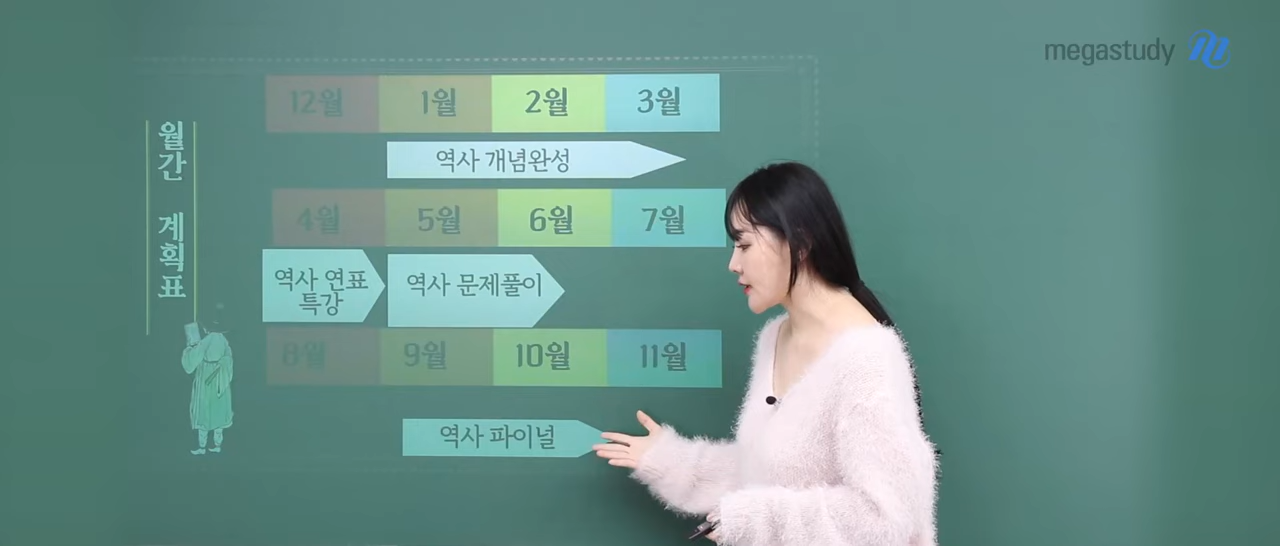 megastudy
월간 계획표
12월 1월 2월 3월
역사 개념완성
4월 5월 6월 7월
역사 연표
특강
역사 문제풀이
8월 9월 10월 11월
역사 파이널